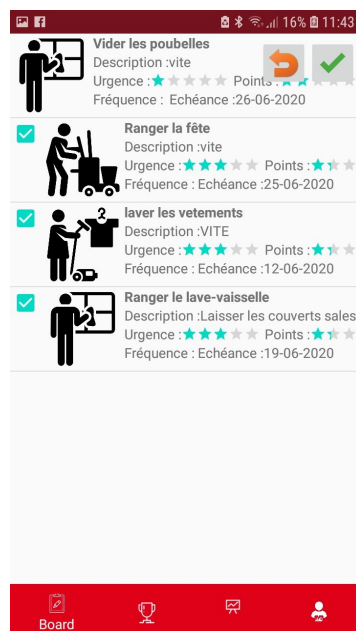 16% 11:43
Vider les poubelles
Description :vite
Urgence : Points :
Fréquence : Echéance :26-06-2020
Ranger la fête
Description :vite
Urgence : Points :
Fréquence : Echéance :25-06-2020
laver les vetements
Description :VITE
Urgence : Points :
Fréquence : Echéance :12-06-2020
Ranger le lave-vaisselle
Description :Laisser les couverts sales
Urgence : Points :
Fréquence : Echéance :19-06-2020
Board